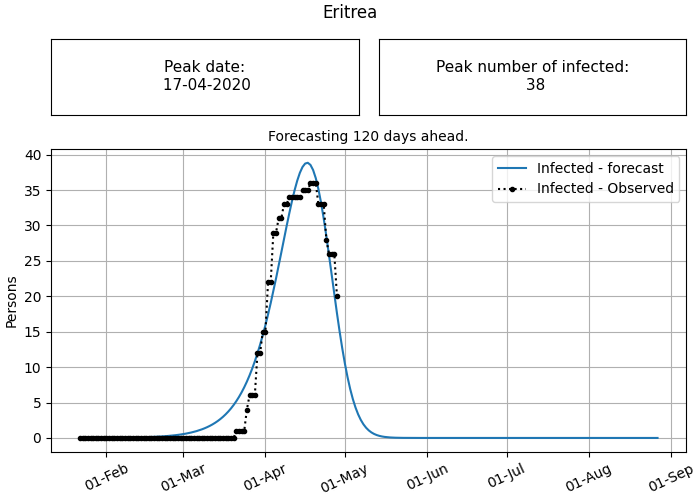 Eritrea
Peak date:
17-04-2020
Peak number of infected:
38
Forecasting 120 days ahead.
Infected - forecast
Infected - Observed
Persons
40
35
30
25
20
15
10
5
0
01-Feb
01-Mar
01-Apr
01-May
01-Jun
01-Jul
01-Aug
01-Sep